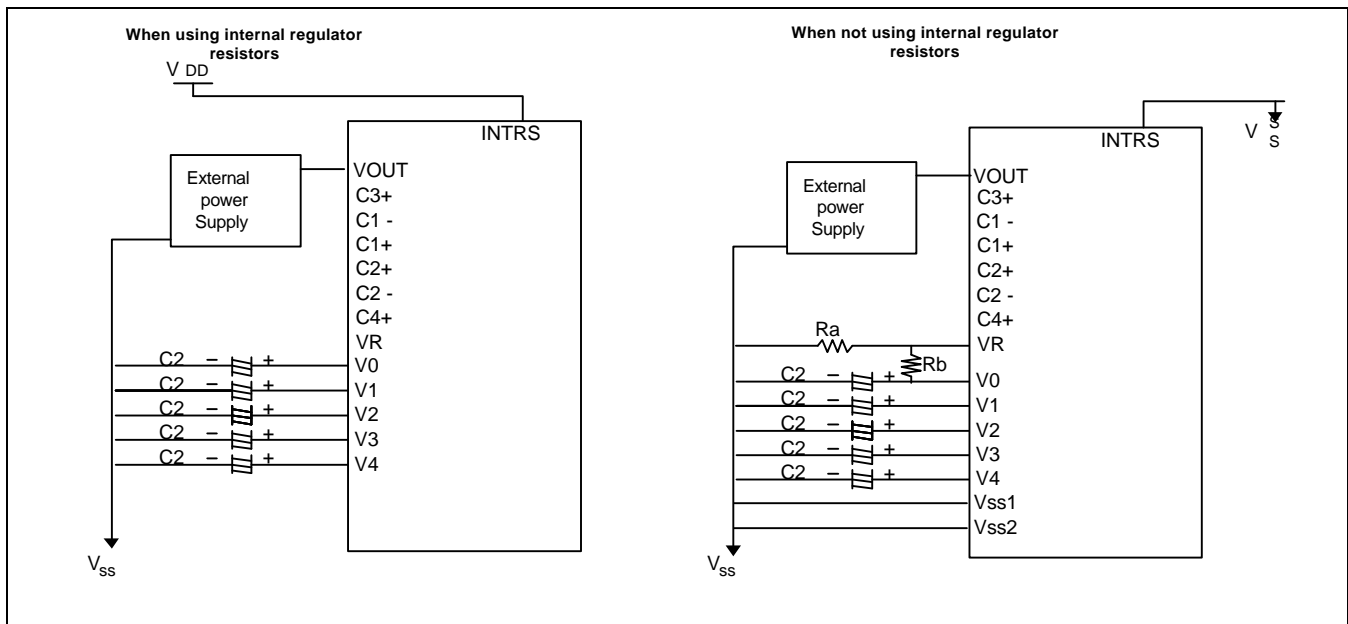 When using internal regulator
resistors
V DD
INTRS
External
power
Supply
VOUT
C3+
C1 -
C1+
C2+
C2 -
C4+
VR
C2 – + V0
C2 – + V1
C2 – + V2
C2 – + V3
C2 – + V4
Vss
When not using internal regulator
resistors
INTRS
V SS
External
power
Supply
VOUT
C3+
C1 -
C1+
C2+
C2 -
C4+
Ra
VR
Rb
C2 – + V0
C2 – + V1
C2 – + V2
C2 – + V3
C2 – + V4
Vss1
Vss2
Vss